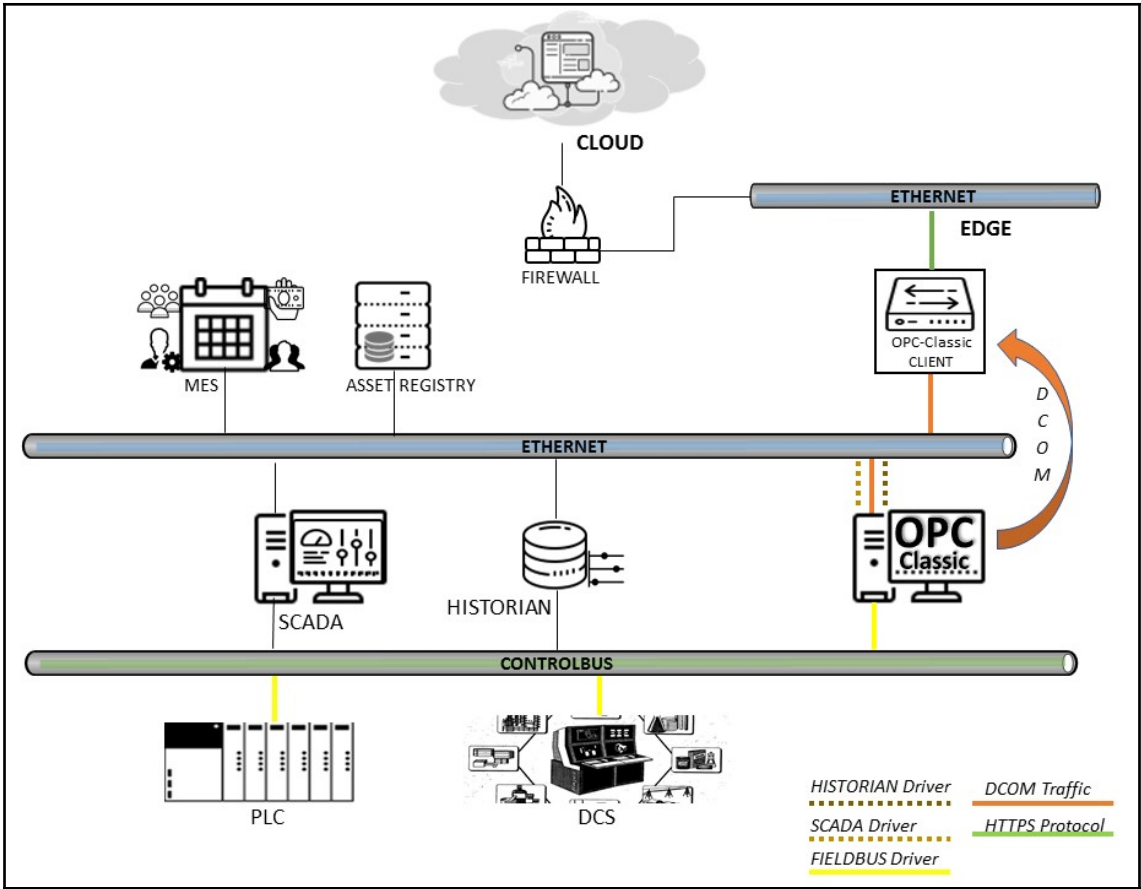 CLOUD
ETHERNET
EDGE
FIREWALL
OPC-Classic
CLIENT
MES
ASSET REGISTRY
D
C
O
M
ETHERNET
OPC
Classic
HISTORIAN
SCADA
CONTROLBUS
PLC
DCS
HISTORIAN Driver
DCOM Traffic
SCADA Driver
HTTPS Protocol
FIELDBUS Driver